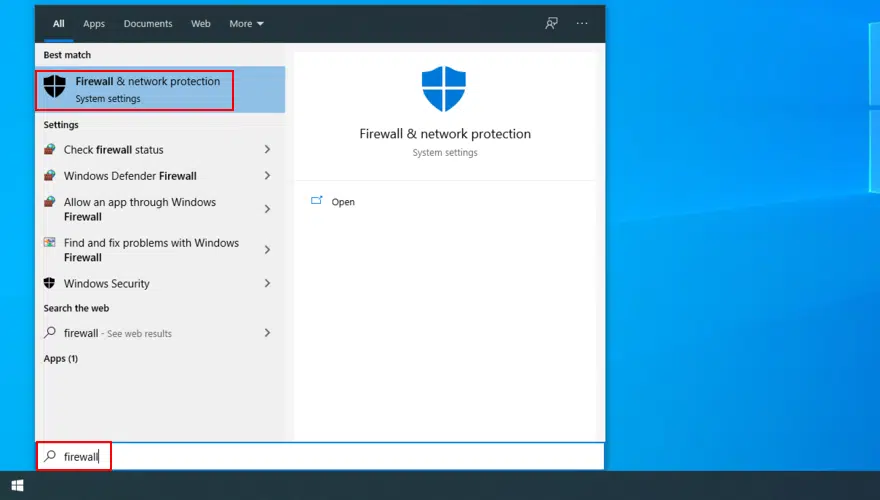 All Apps Documents Web More
Best match
Firewall & network protection
System settings
Settings
Check firewall status
Windows Defender Firewall
Allow an app through Windows
Firewall
Find and fix problems with Windows
Firewall
Windows Security
Search the web
firewall - See web results
Apps (1)
Firewall & network protection
System settings
Open
firewall